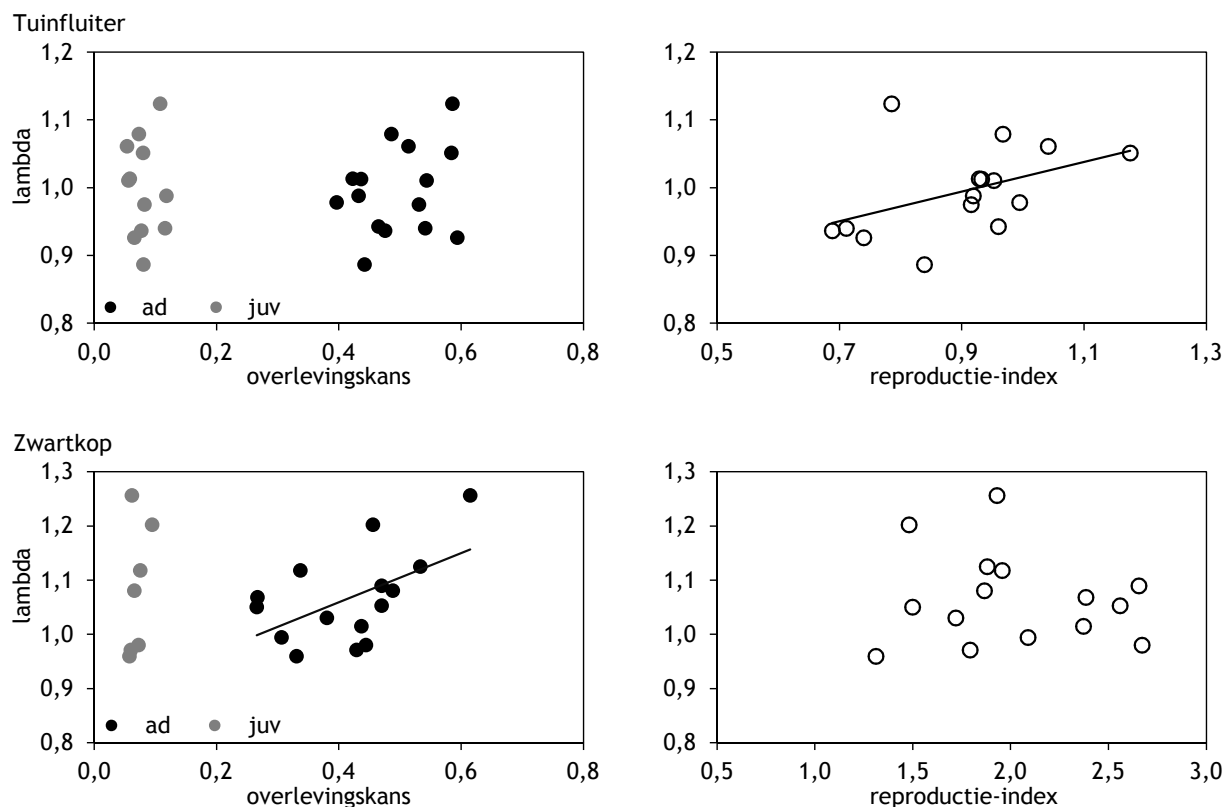 Tuinfluiter
1,2
1,1
1,0
0,9
0,8
lambda
ad juv
0,0 0,2 0,4 0,6 0,8
overlevingskans
1,2
1,1
1,0
0,9
0,8
0,5 0,7 0,9 1,1 1,3
reproductie-index
Zwartkop
1,3
1,2
1,1
1,0
0,9
0,8
lambda
ad juv
0,0 0,2 0,4 0,6 0,8
overlevingskans
1,3
1,2
1,1
1,0
0,9
0,8
0,5 1,0 1,5 2,0 2,5 3,0
reproductie-index